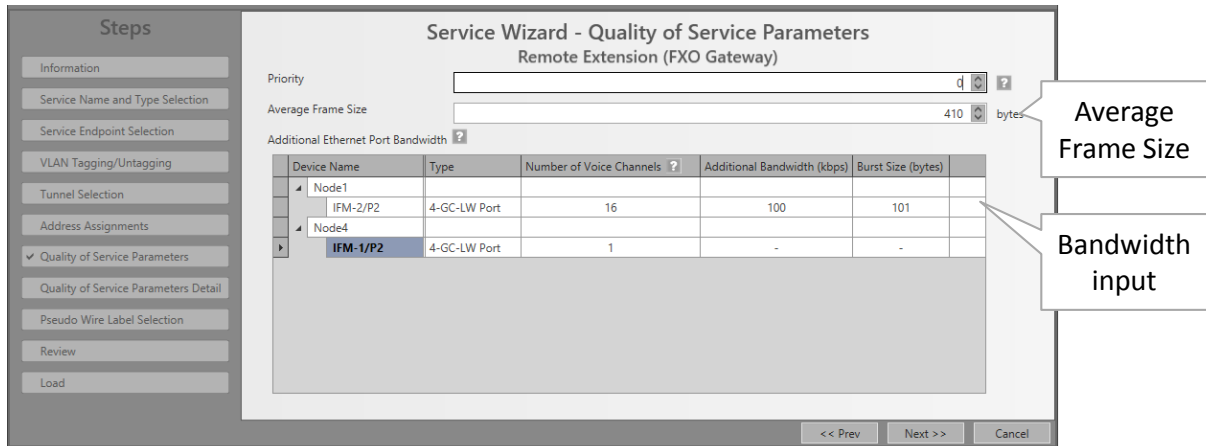 Steps
Information
Service Name and Type Selection
Service Endpoint Selection
VLAN Tagging/Untagging
Tunnel Selection
Address Assignments
✔ Quality of Service Parameters
Quality of Service Parameters Detail
Pseudo Wire Label Selection
Review
Load
Service Wizard - Quality of Service Parameters
Remote Extension (FXO Gateway)
Priority 0 ?
Average Frame Size 410 bytes
Additional Ethernet Port Bandwidth ?
Device Name Type Number of Voice Channels ? Additional Bandwidth (kbps) Burst Size (bytes)
Node1
IFM-2/P2 4-GC-LW Port 16 100 101
Node4
IFM-1/P2 4-GC-LW Port 1 - -
<< Prev Next >> Cancel
Average
Frame Size
Bandwidth
input